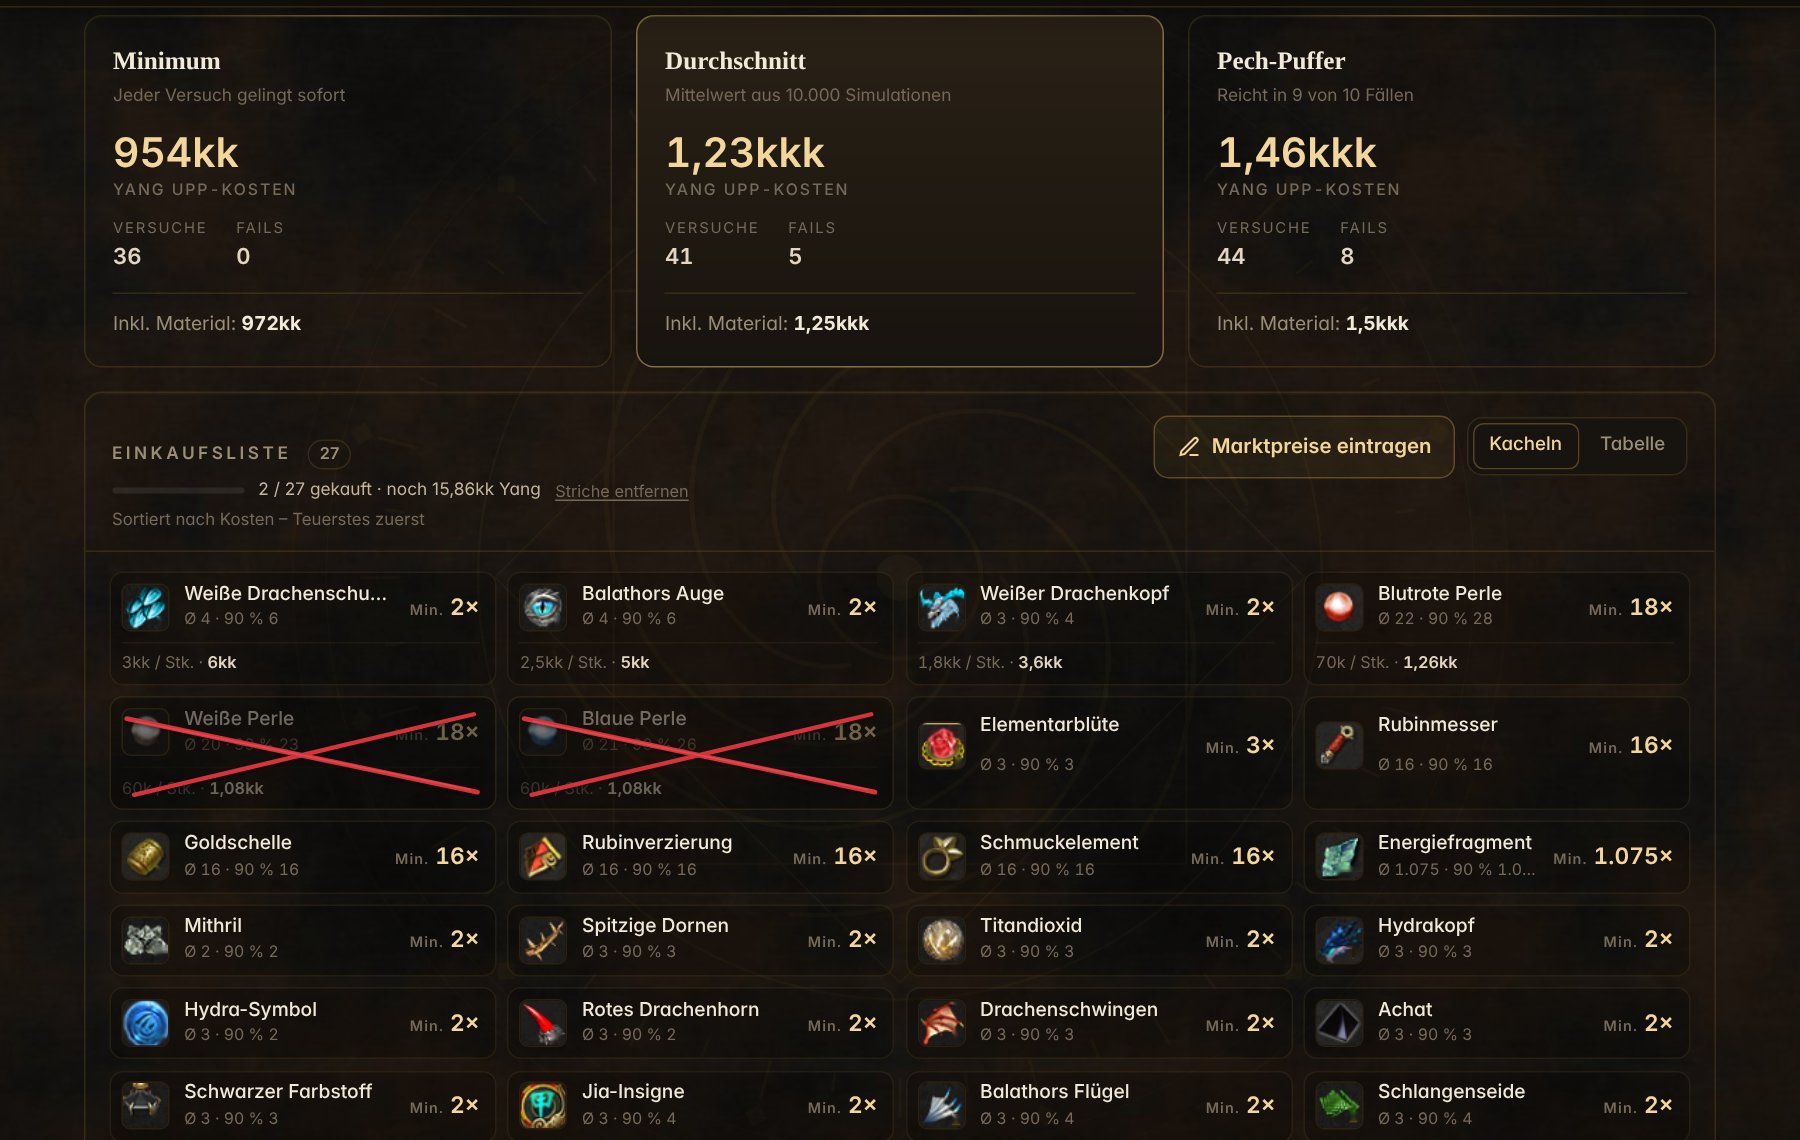 Minimum
Jeder Versuch gelingt sofort
954kk
YANG UPP-KOSTEN
VERSUCHE FAILS
36 0
Inkl. Material: 972kk
Durchschnitt
Mittelwert aus 10.000 Simulationen
1,23kkk
YANG UPP-KOSTEN
VERSUCHE FAILS
41 5
Inkl. Material: 1,25kkk
Pech-Puffer
Reicht in 9 von 10 Fällen
1,46kkk
YANG UPP-KOSTEN
VERSUCHE FAILS
44 8
Inkl. Material: 1,5kkk
EINKAUFSLISTE 27
2 / 27 gekauft · noch 15,86kk Yang Striche entfernen
Sortiert nach Kosten – Teuerstes zuerst
Marktpreise eintragen
Kacheln Tabelle
Weiße Drachenschu... Min. 2×
Ø 4 · 90 % 6
3kk / Stk. · 6kk
Balathors Auge Min. 2×
Ø 4 · 90 % 6
2,5kk / Stk. · 5kk
Weißer Drachenkopf Min. 2×
Ø 3 · 90 % 4
1,8kk / Stk. · 3,6kk
Blutrote Perle Min. 18×
Ø 22 · 90 % 28
70k / Stk. · 1,26kk
Weiße Perle Min. 18×
Ø 20 · 90 % 23
60k / Stk. · 1,08kk
Blaue Perle Min. 18×
Ø 21 · 90 % 26
60k / Stk. · 1,08kk
Elementarblüte Min. 3×
Ø 3 · 90 % 3
Rubinmesser Min. 16×
Ø 16 · 90 % 16
Goldschelle Min. 16×
Ø 16 · 90 % 16
Rubinverzierung Min. 16×
Ø 16 · 90 % 16
Schmuckelement Min. 16×
Ø 16 · 90 % 16
Energiefragment Min. 1.075×
Ø 1.075 · 90 % 1.0...
Mithril Min. 2×
Ø 2 · 90 % 2
Spitzige Dornen Min. 2×
Ø 3 · 90 % 3
Titandioxid Min. 2×
Ø 3 · 90 % 3
Hydrakopf Min. 2×
Ø 3 · 90 % 3
Hydra-Symbol Min. 2×
Ø 3 · 90 % 2
Rotes Drachenhorn Min. 2×
Ø 3 · 90 % 2
Drachenschwingen Min. 2×
Ø 3 · 90 % 3
Achat Min. 2×
Ø 3 · 90 % 3
Schwarzer Farbstoff Min. 2×
Ø 3 · 90 % 3
Jia-Insigne Min. 2×
Ø 3 · 90 % 4
Balathors Flügel Min. 2×
Ø 3 · 90 % 4
Schlangenseide Min. 2×
Ø 3 · 90 % 4